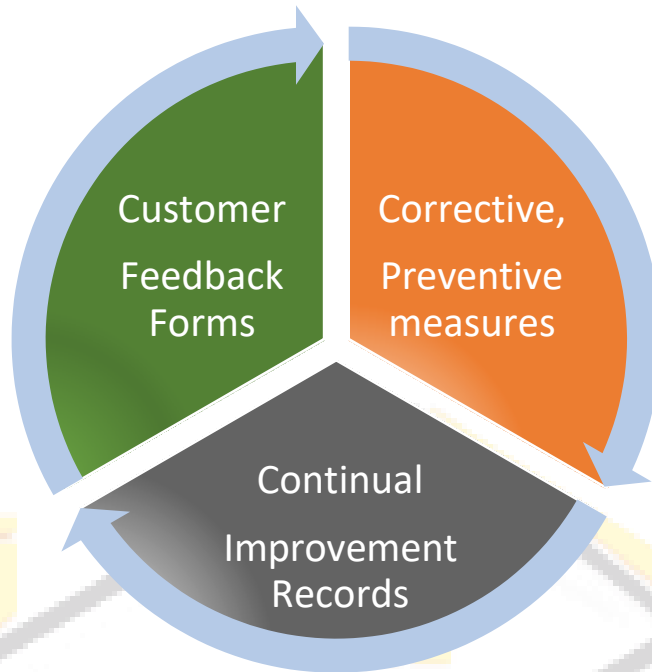 Customer
Feedback
Forms
Corrective,
Preventive
measures
Continual
Improvement
Records